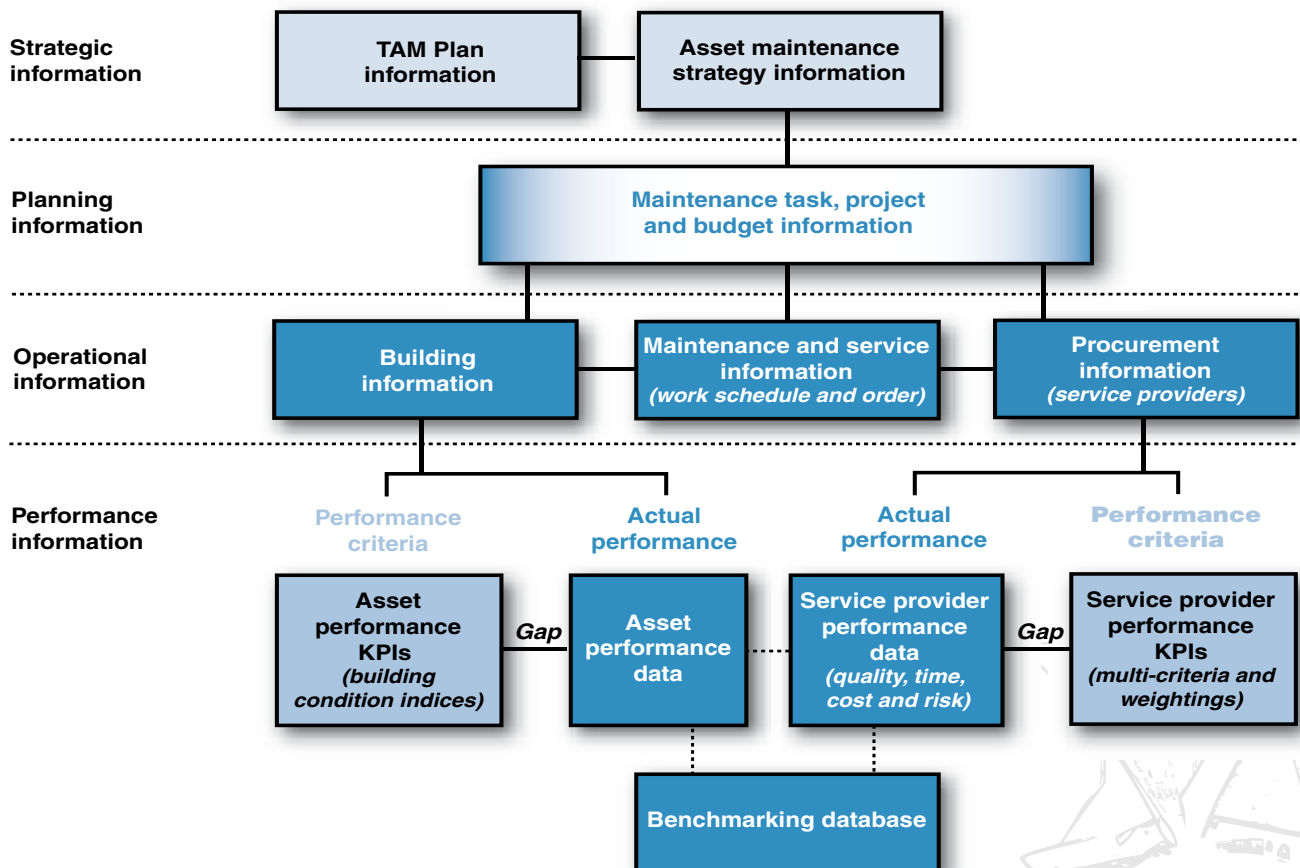 Strategic
information
TAM Plan
information
Asset maintenance
strategy information
Planning
information
Maintenance task, project
and budget information
Operational
information
Building
information
Maintenance and service
information
(work schedule and order)
Procurement
information
(service providers)
Performance
information
Performance
criteria
Actual
performance
Actual
performance
Performance
criteria
Asset
performance
KPIs
(building
condition indices)
Gap
Asset
performance
data
Service provider
performance
data
(quality, time,
cost and risk)
Gap
Service provider
performance
KPIs
(multi-criteria and
weightings)
Benchmarking database